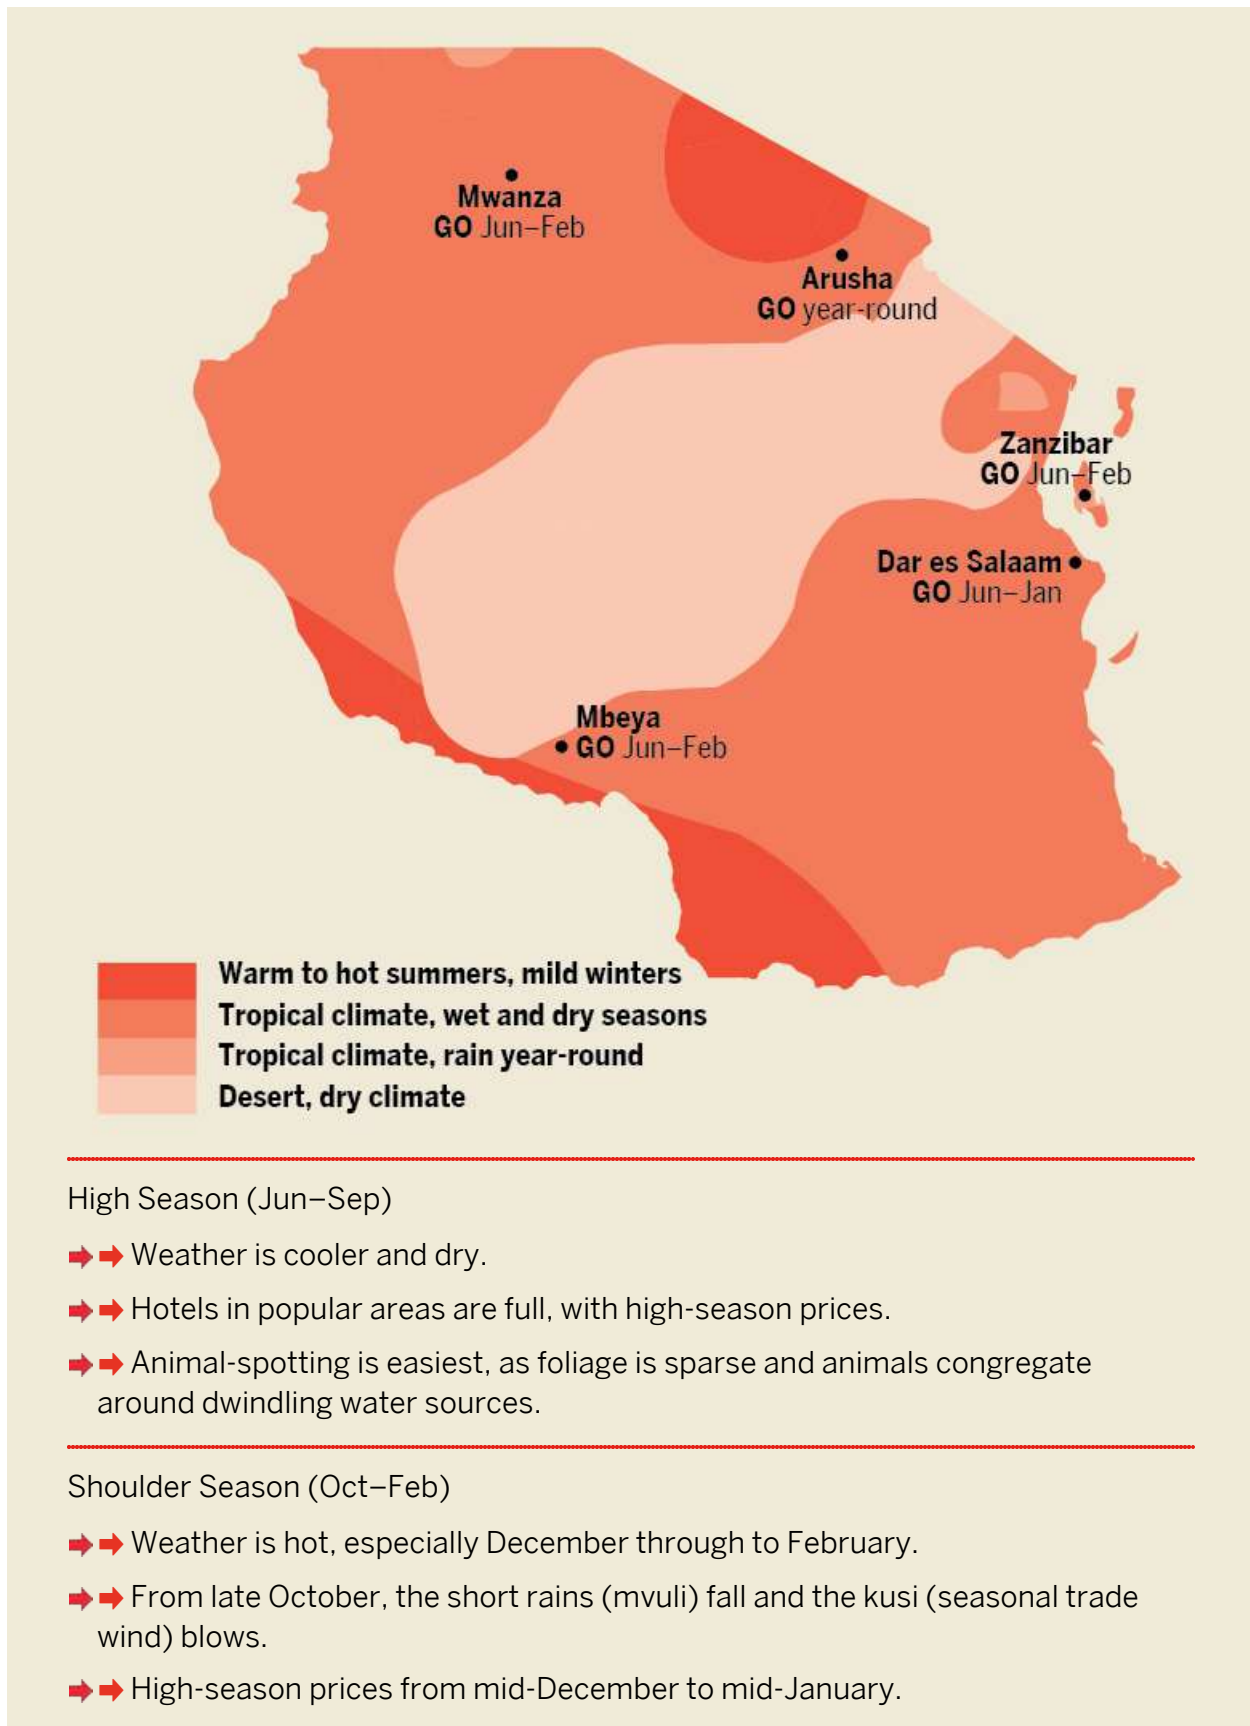 Mwanza
GO Jun–Feb
Arusha
GO year-round
Zanzibar
GO Jun–Feb
Dar es Salaam
GO Jun–Jan
Mbeya
GO Jun–Feb
Warm to hot summers, mild winters
Tropical climate, wet and dry seasons
Tropical climate, rain year-round
Desert, dry climate
High Season (Jun–Sep)
Weather is cooler and dry.
Hotels in popular areas are full, with high-season prices.
Animal-spotting is easiest, as foliage is sparse and animals congregate
around dwindling water sources.
Shoulder Season (Oct–Feb)
Weather is hot, especially December through to February.
From late October, the short rains (mvuli) fall and the kusi (seasonal trade
wind) blows.
High-season prices from mid-December to mid-January.